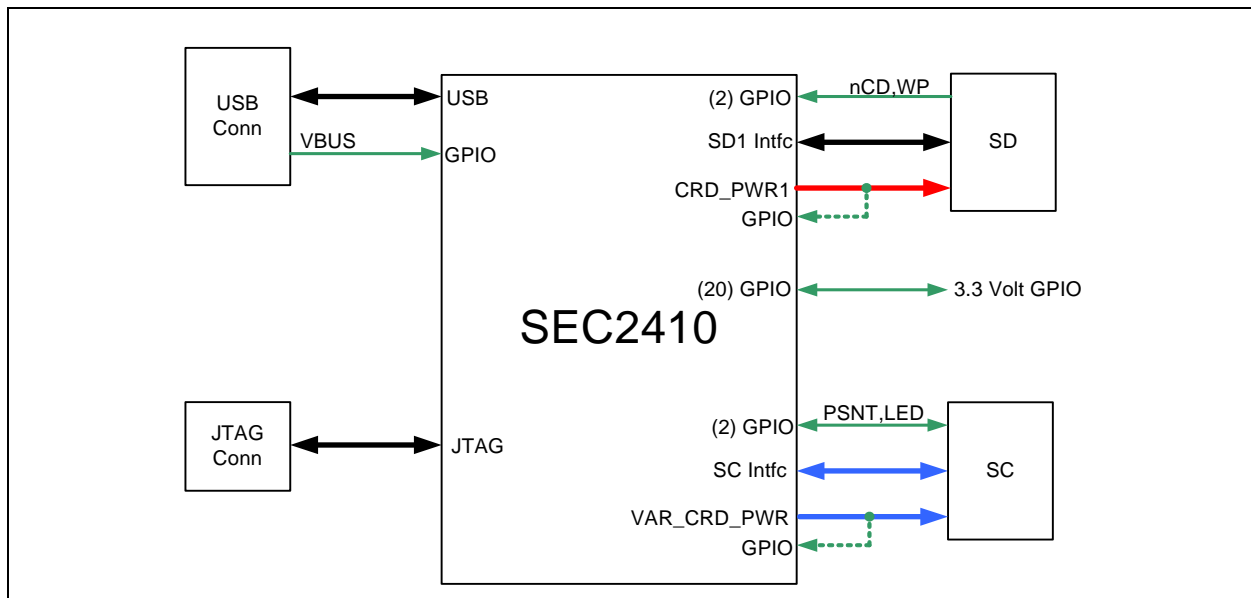 USB
Conn
VBUS
USB
GPIO
JTAG
Conn
JTAG
SEC2410
(2) GPIO
nCD,WP
SD1 Intfc
SD
CRD_PWR1
GPIO
(20) GPIO
3.3 Volt GPIO
(2) GPIO
PSNT,LED
SC Intfc
SC
VAR_CRD_PWR
GPIO